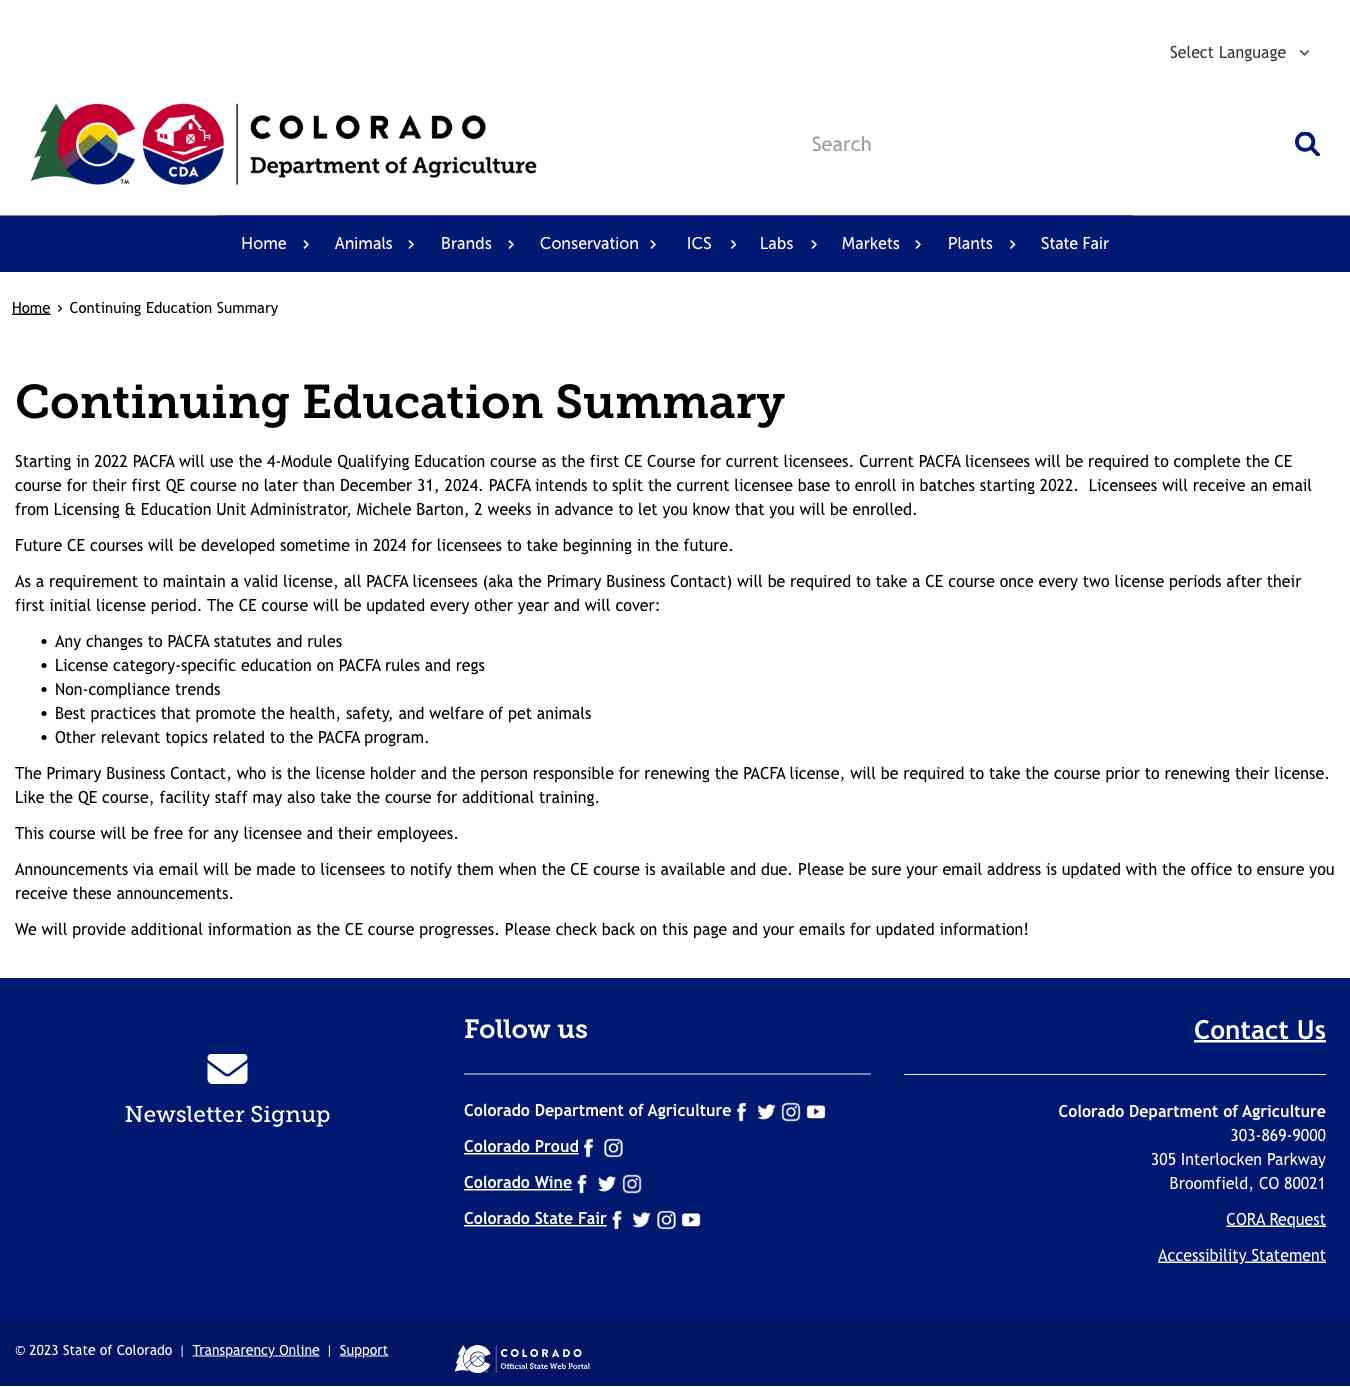 Select Language
COLORADO
Department of Agriculture
CDA
TM
Search
Home Animals Brands Conservation ICS Labs Markets Plants State Fair
Home › Continuing Education Summary
Continuing Education Summary
Starting in 2022 PACFA will use the 4-Module Qualifying Education course as the first CE Course for current licensees. Current PACFA licensees will be required to complete the CE
course for their first QE course no later than December 31, 2024. PACFA intends to split the current licensee base to enroll in batches starting 2022.  Licensees will receive an email
from Licensing & Education Unit Administrator, Michele Barton, 2 weeks in advance to let you know that you will be enrolled.
Future CE courses will be developed sometime in 2024 for licensees to take beginning in the future.
As a requirement to maintain a valid license, all PACFA licensees (aka the Primary Business Contact) will be required to take a CE course once every two license periods after their
first initial license period. The CE course will be updated every other year and will cover:
• Any changes to PACFA statutes and rules
• License category-specific education on PACFA rules and regs
• Non-compliance trends
• Best practices that promote the health, safety, and welfare of pet animals
• Other relevant topics related to the PACFA program.
The Primary Business Contact, who is the license holder and the person responsible for renewing the PACFA license, will be required to take the course prior to renewing their license.
Like the QE course, facility staff may also take the course for additional training.
This course will be free for any licensee and their employees.
Announcements via email will be made to licensees to notify them when the CE course is available and due. Please be sure your email address is updated with the office to ensure you
receive these announcements.
We will provide additional information as the CE course progresses. Please check back on this page and your emails for updated information!
Newsletter Signup
Follow us
Colorado Department of Agriculture
Colorado Proud
Colorado Wine
Colorado State Fair
Contact Us
Colorado Department of Agriculture
303-869-9000
305 Interlocken Parkway
Broomfield, CO 80021
CORA Request
Accessibility Statement
© 2023 State of Colorado | Transparency Online | Support
COLORADO
Official State Web Portal